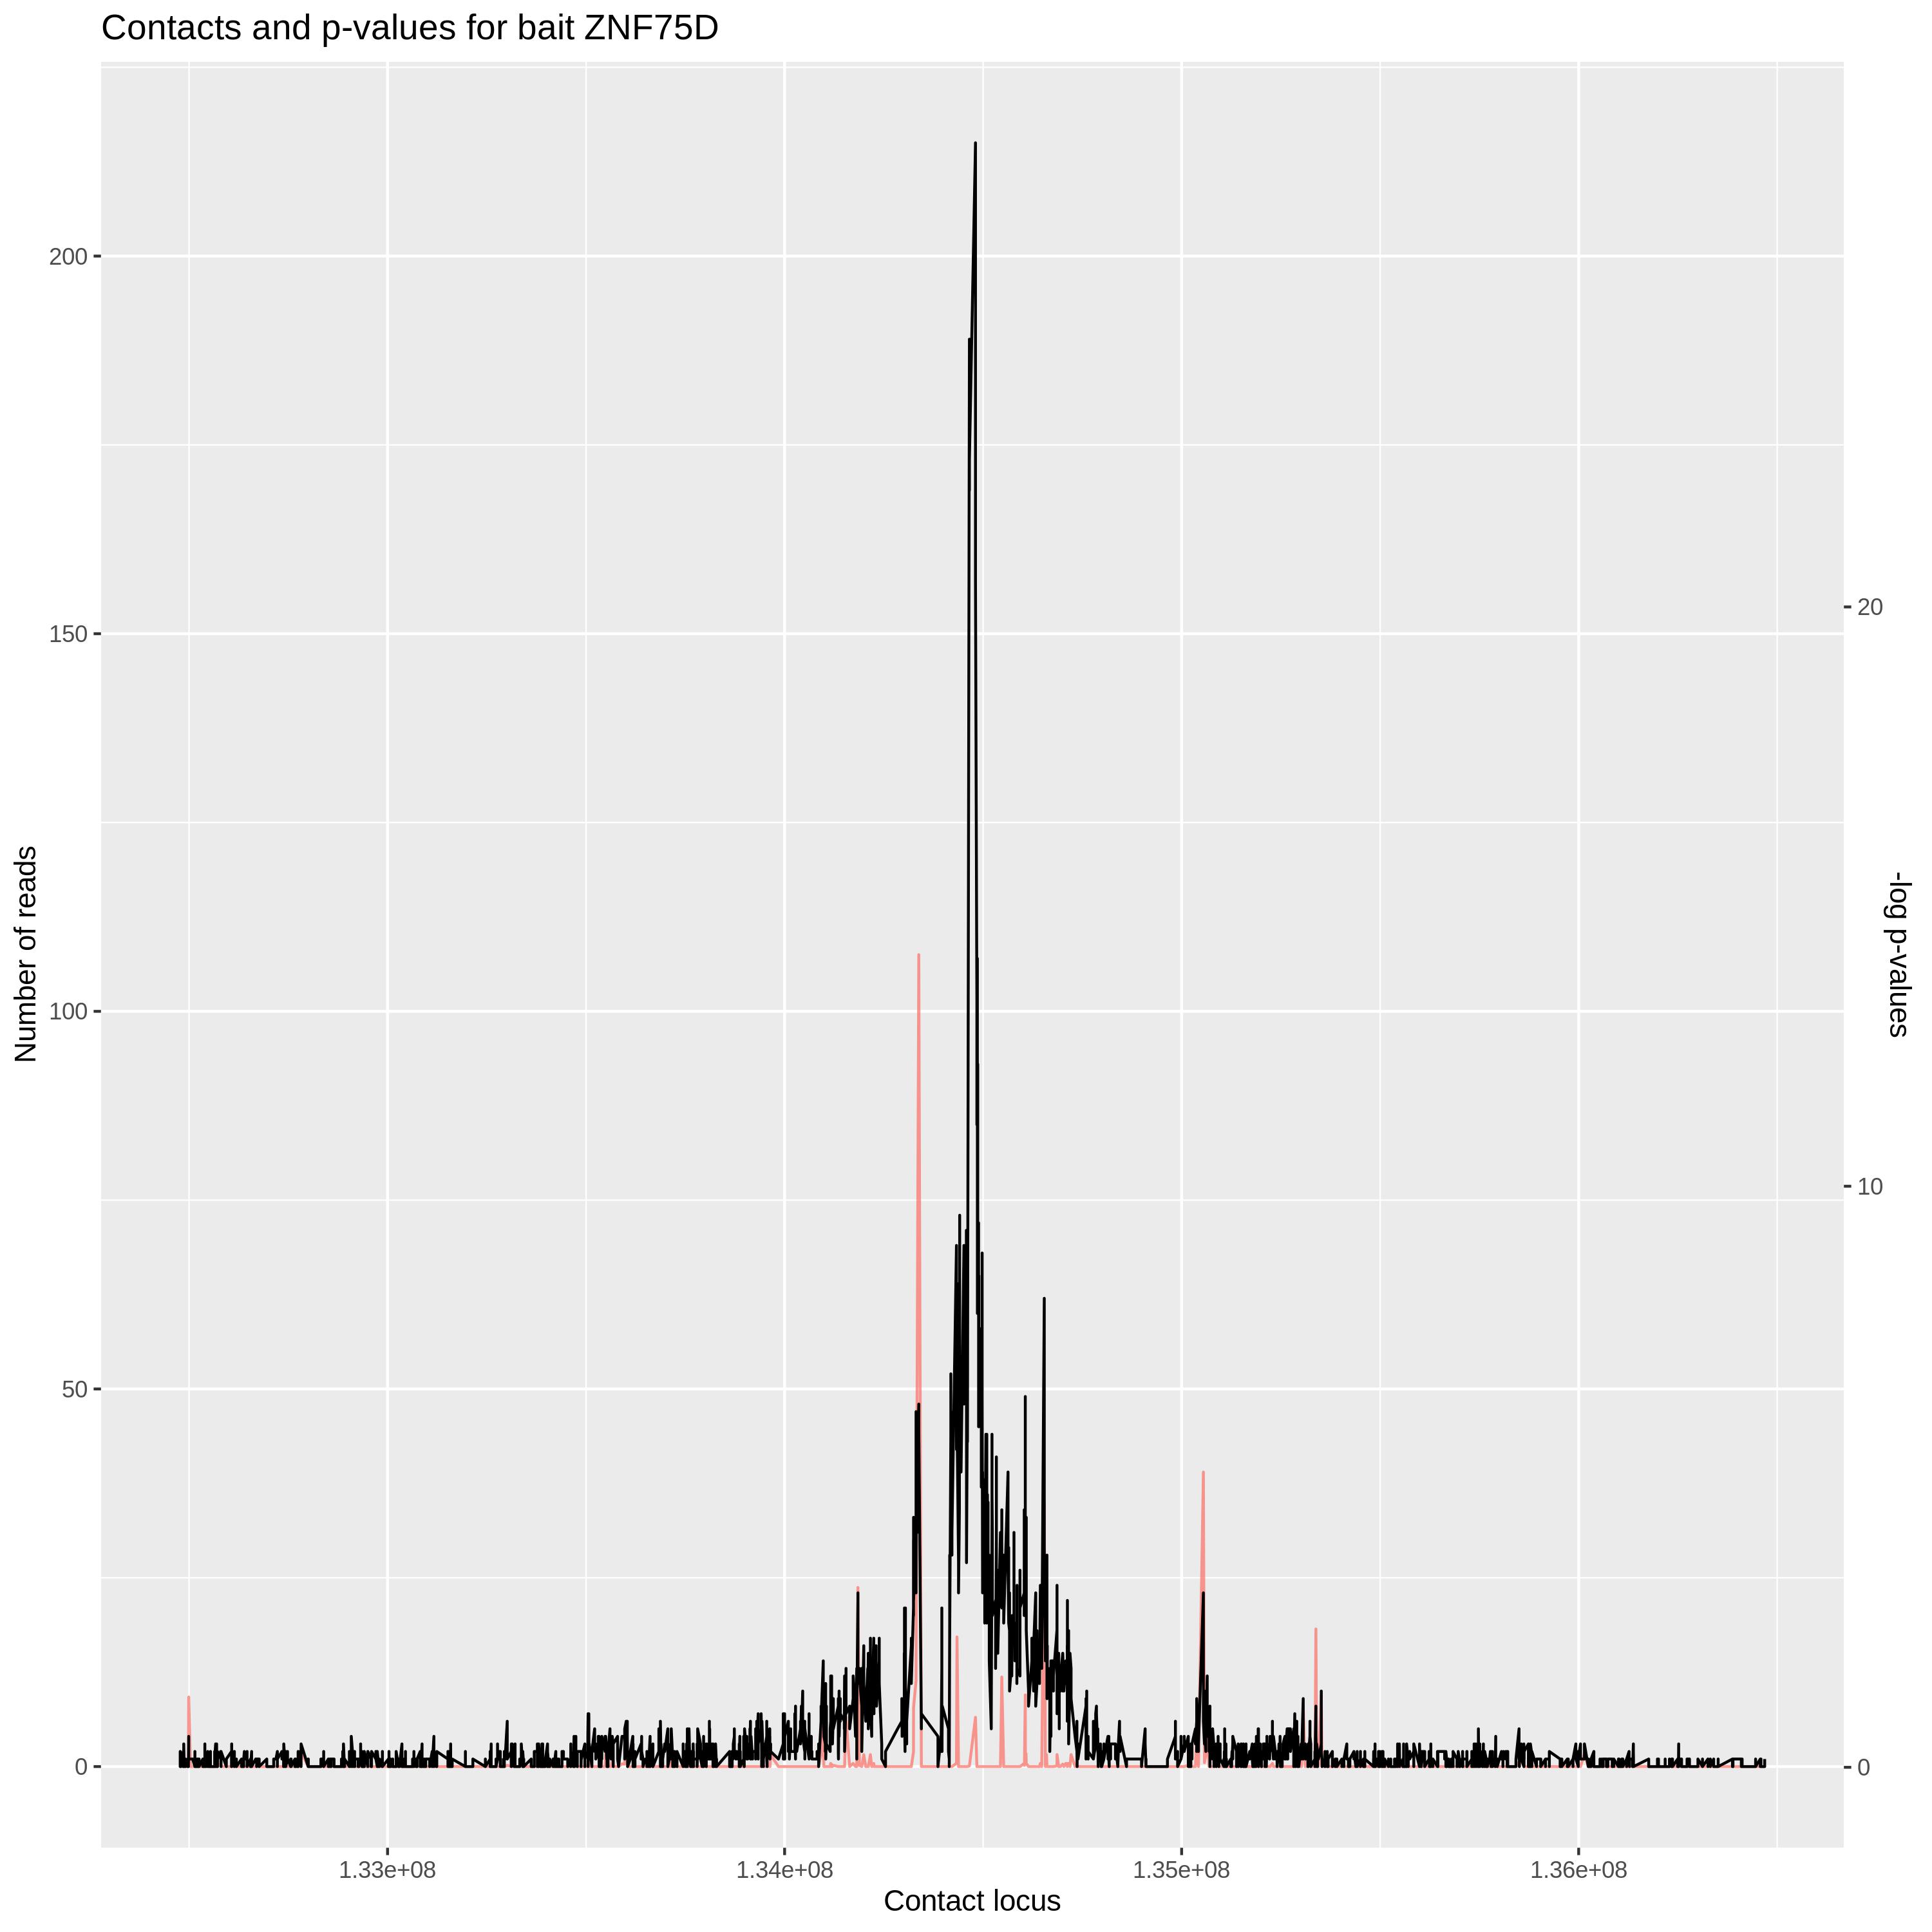 Contacts and p-values for bait ZNF75D
Number of reads
200
150
100
50
0
20
10
0
-log p-values
1.33e+08
1.34e+08
1.35e+08
1.36e+08
Contact locus